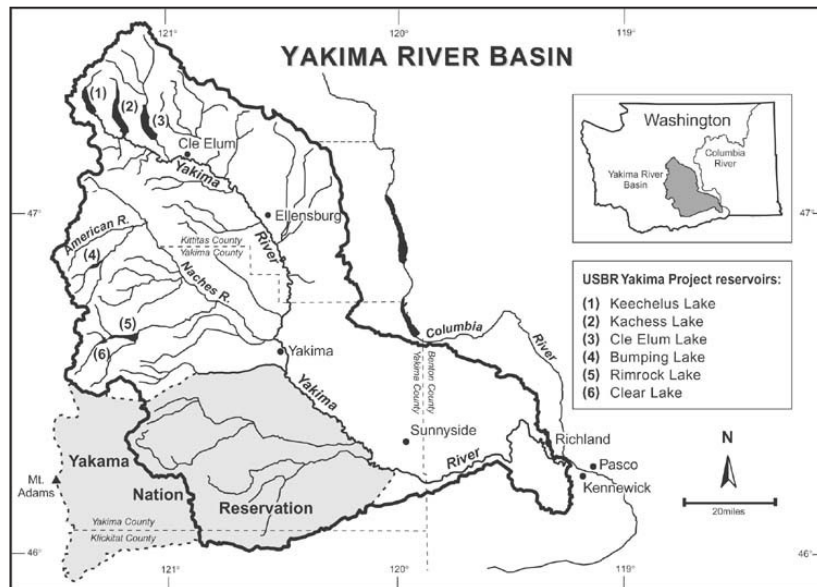 121°
120°
119°
YAKIMA RIVER BASIN
(1)
(2)
(3)
Cle Elum
Yakima
River
Washington
Columbia
River
Yakima River
Basin
47°
47°
Ellensburg
American R.
Kittitas County
Yakima County
(4)
Naches R.
USBR Yakima Project reservoirs:
(1) Keechelus Lake
(2) Kachess Lake
(3) Cle Elum Lake
(4) Bumping Lake
(5) Rimrock Lake
(6) Clear Lake
(5)
(6)
Columbia
River
Yakima
Benton County
Yakima County
Yakima
River
Sunnyside
Richland
Pasco
Kennewick
N
20miles
Yakama
Nation
Reservation
Mt.
Adams
Yakima County
Klickitat County
46°
46°
121°
120°
119°